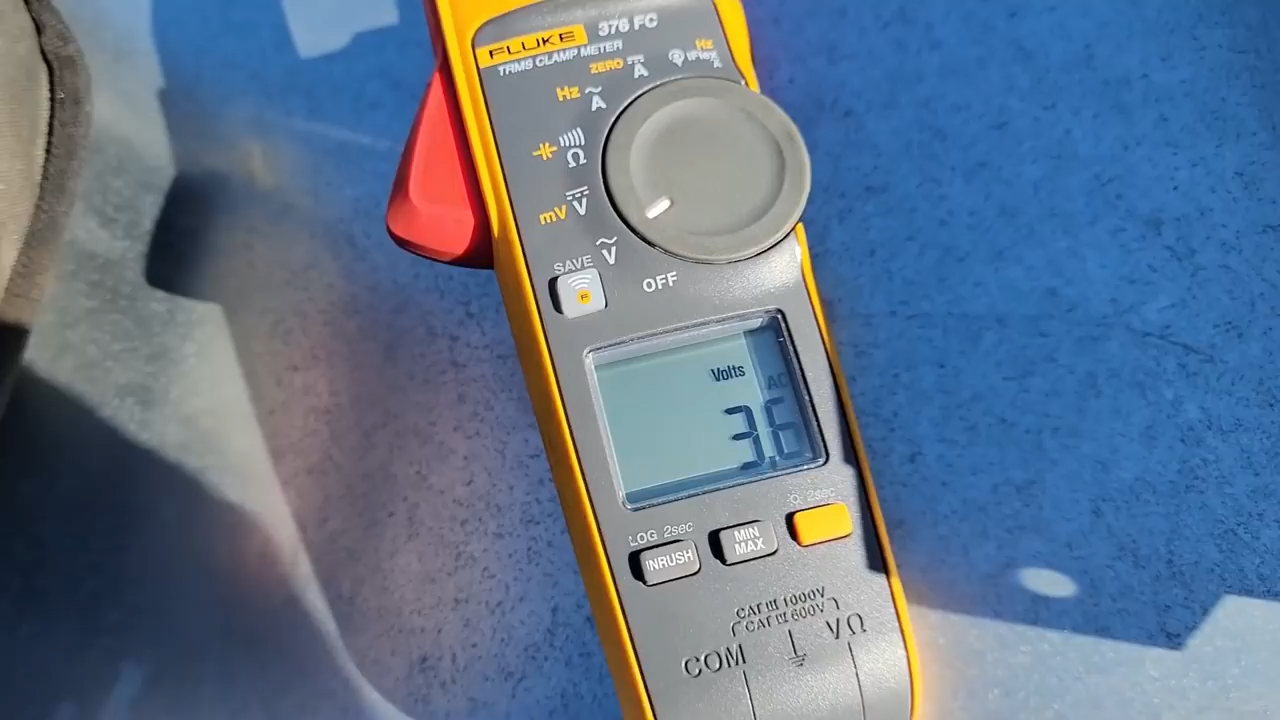 FLUKE 376 FC
TRMS CLAMP METER
Hz
ZERO A iFlex
A
Hz A
Ω
mV V
SAVE V
F
OFF
Volts AC
3.6
LOG 2sec 2sec
INRUSH
MIN
MAX
CAT III 1000V
CAT IV 600V
COM VΩ